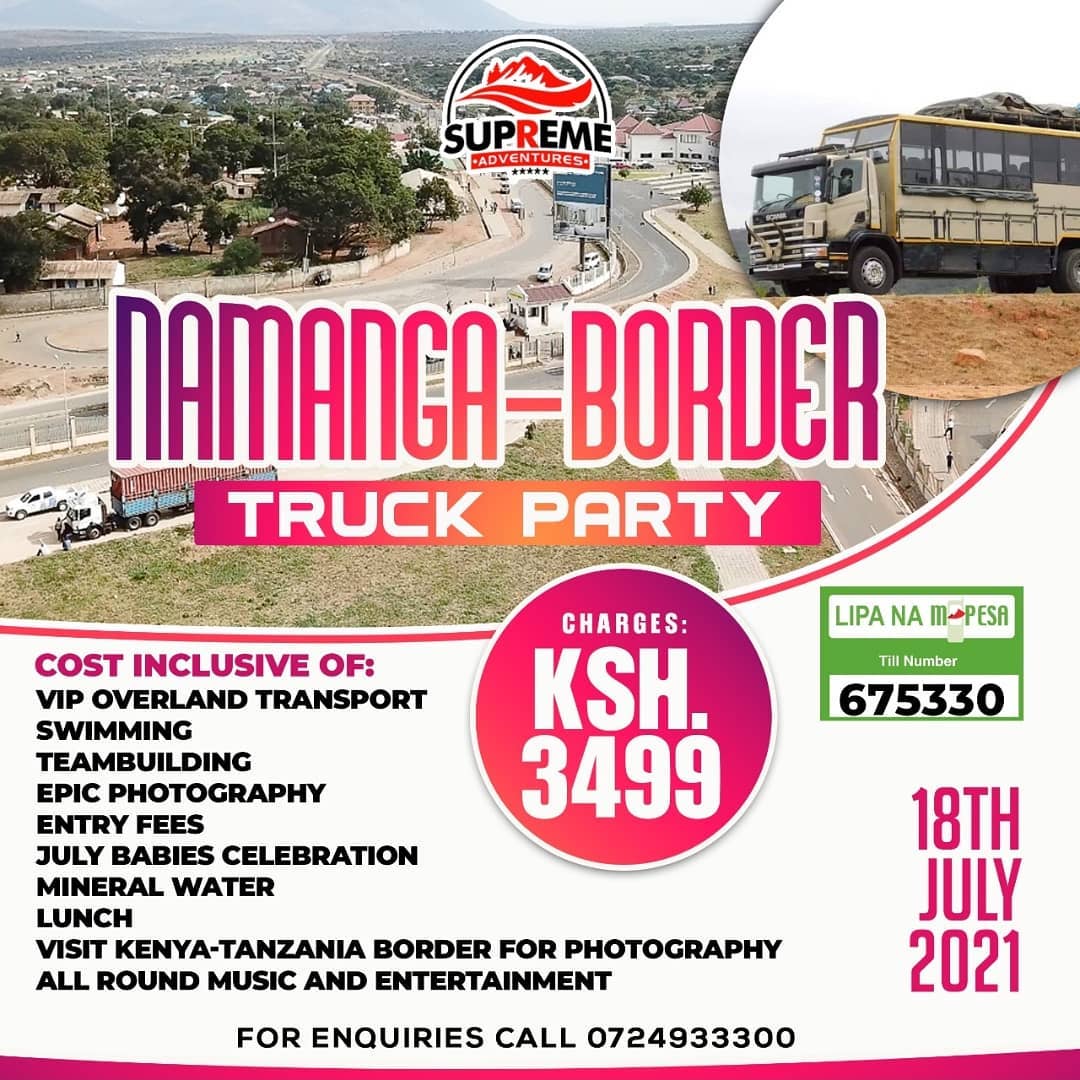 SUPREME
ADVENTURES
SCANIA
NAMANGA-BORDER
TRUCK PARTY
CHARGES:
KSH.
3499
LIPA NA M-PESA
Till Number
675330
COST INCLUSIVE OF:
VIP OVERLAND TRANSPORT
SWIMMING
TEAMBUILDING
EPIC PHOTOGRAPHY
ENTRY FEES
JULY BABIES CELEBRATION
MINERAL WATER
LUNCH
VISIT KENYA-TANZANIA BORDER FOR PHOTOGRAPHY
ALL ROUND MUSIC AND ENTERTAINMENT
18TH
JULY
2021
FOR ENQUIRIES CALL 0724933300